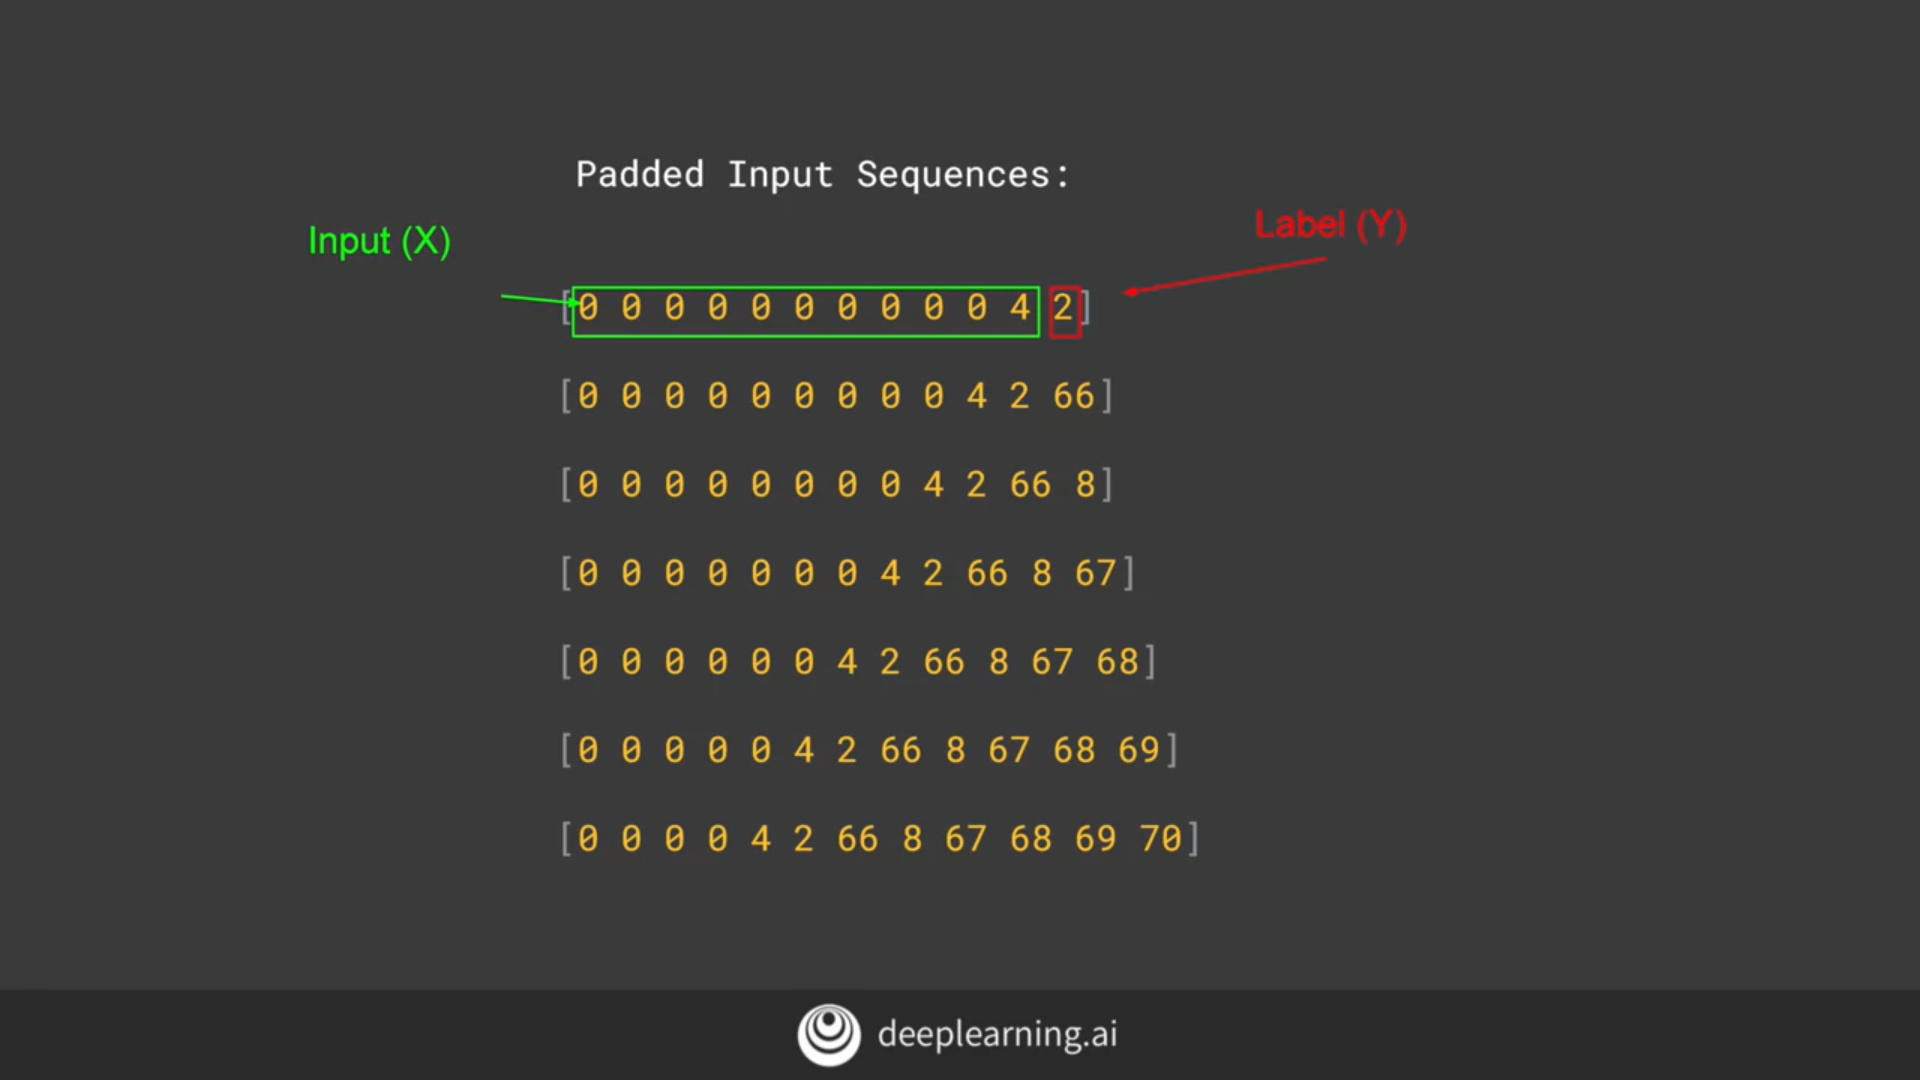 Padded Input Sequences:
Input (X)
Label (Y)
[0 0 0 0 0 0 0 0 0 0 4 2]
[0 0 0 0 0 0 0 0 0 4 2 66]
[0 0 0 0 0 0 0 0 4 2 66 8]
[0 0 0 0 0 0 0 4 2 66 8 67]
[0 0 0 0 0 0 4 2 66 8 67 68]
[0 0 0 0 0 4 2 66 8 67 68 69]
[0 0 0 0 4 2 66 8 67 68 69 70]
deeplearning.ai